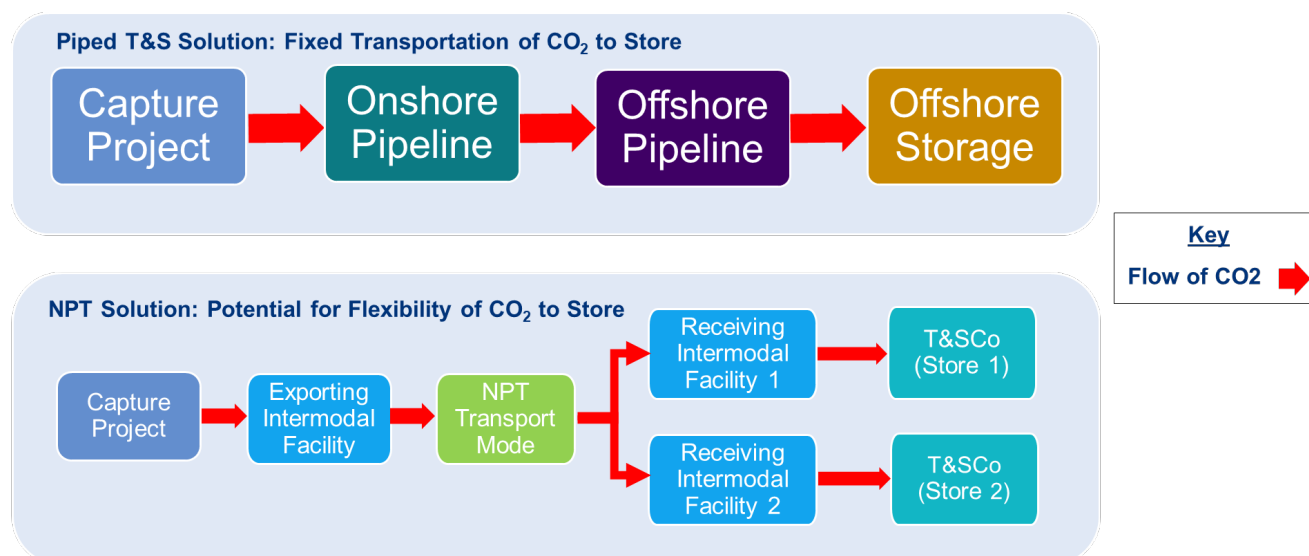 Piped T&S Solution: Fixed Transportation of CO₂ to Store
Capture
Project
Onshore
Pipeline
Offshore
Pipeline
Offshore
Storage
Key
Flow of CO2
NPT Solution: Potential for Flexibility of CO₂ to Store
Capture
Project
Exporting
Intermodal
Facility
NPT
Transport
Mode
Receiving
Intermodal
Facility 1
T&SCo
(Store 1)
Receiving
Intermodal
Facility 2
T&SCo
(Store 2)